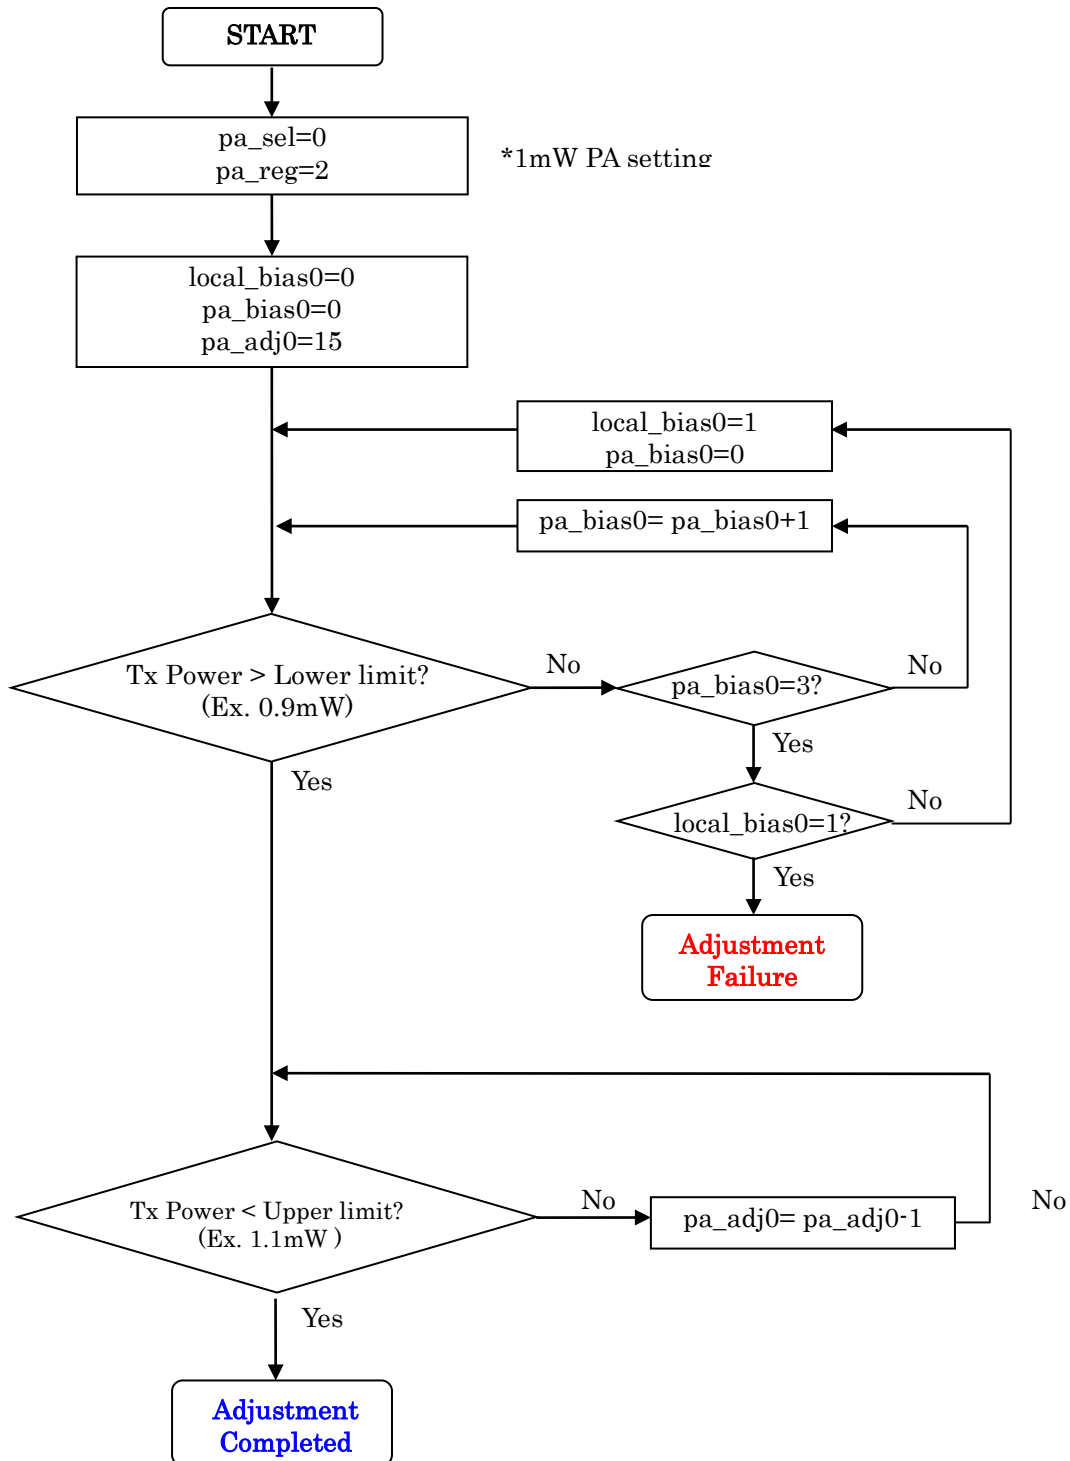 START
pa_sel=0
pa_reg=2
*1mW PA setting
local_bias0=0
pa_bias0=0
pa_adj0=15
local_bias0=1
pa_bias0=0
pa_bias0= pa_bias0+1
Tx Power > Lower limit?
(Ex. 0.9mW)
No
pa_bias0=3?
No
Yes
Yes
local_bias0=1?
No
Yes
Adjustment
Failure
Tx Power < Upper limit?
(Ex. 1.1mW )
No
pa_adj0= pa_adj0-1
No
Yes
Adjustment
Completed